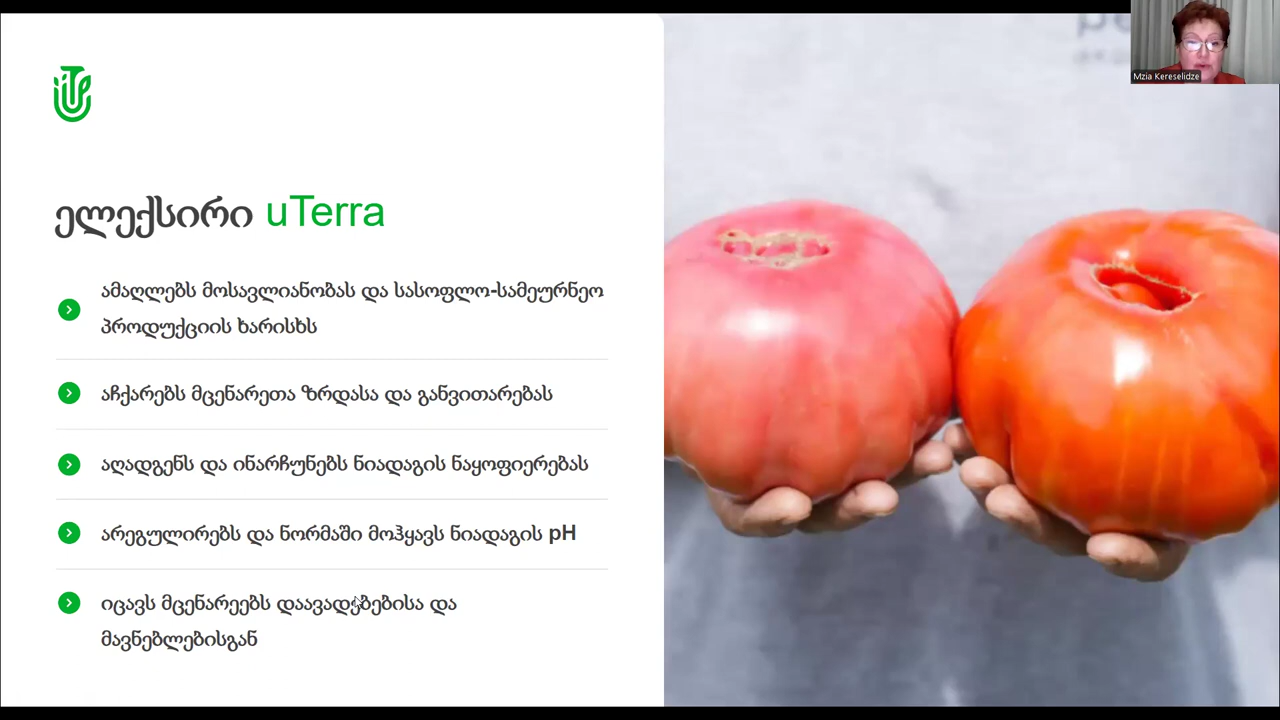 Mzia Kereselidze
ელექსირი uTerra
ამაღლებს მოსავლიანობას და სასოფლო-სამეურნეო
პროდუქციის ხარისხს
აჩქარებს მცენარეთა ზრდასა და განვითარებას
აღადგენს და ინარჩუნებს ნიადაგის ნაყოფიერებას
არეგულირებს და ნორმაში მოჰყავს ნიადაგის pH
იცავს მცენარეებს დაავადებებისა და
მავნებლებისგან